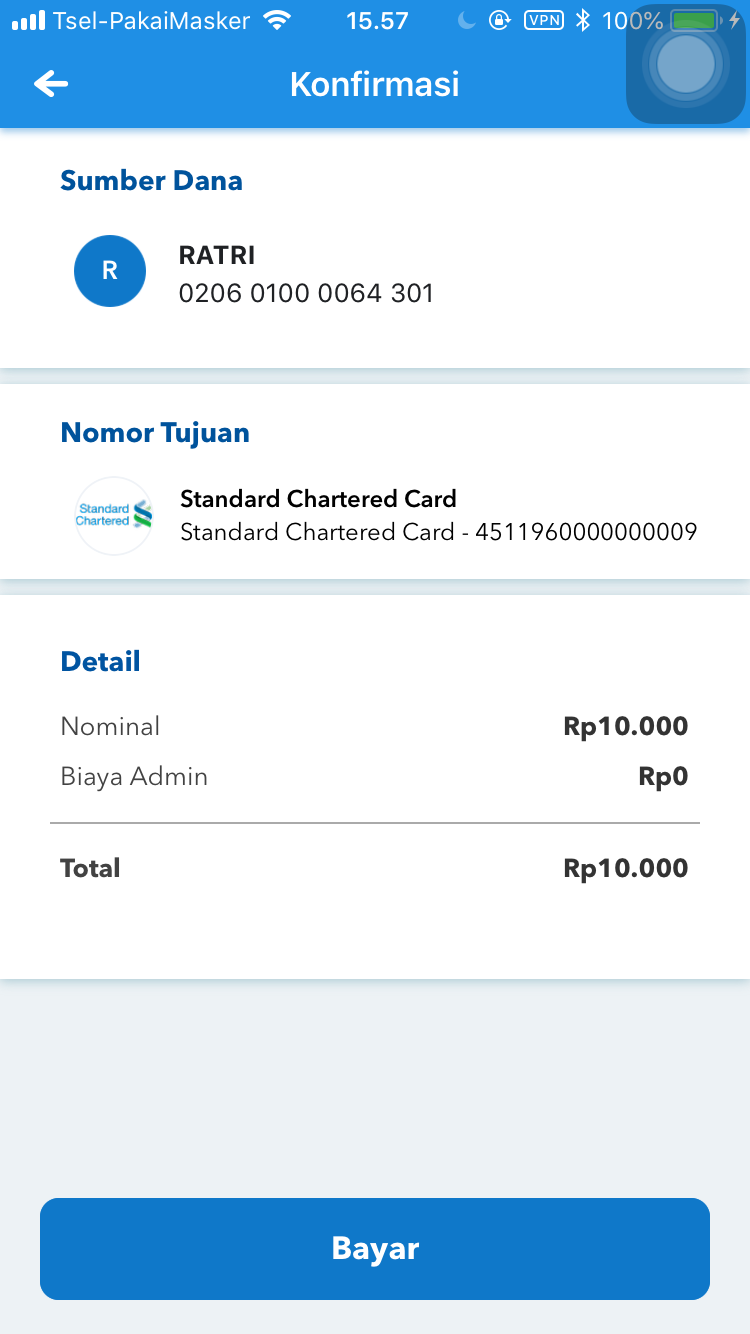 Tsel-PakaiMasker 15.57 VPN 100%
Konfirmasi
Sumber Dana
R
RATRI
0206 0100 0064 301
Nomor Tujuan
Standard
Chartered
Standard Chartered Card
Standard Chartered Card - 4511960000000009
Detail
Nominal Rp10.000
Biaya Admin Rp0
Total Rp10.000
Bayar